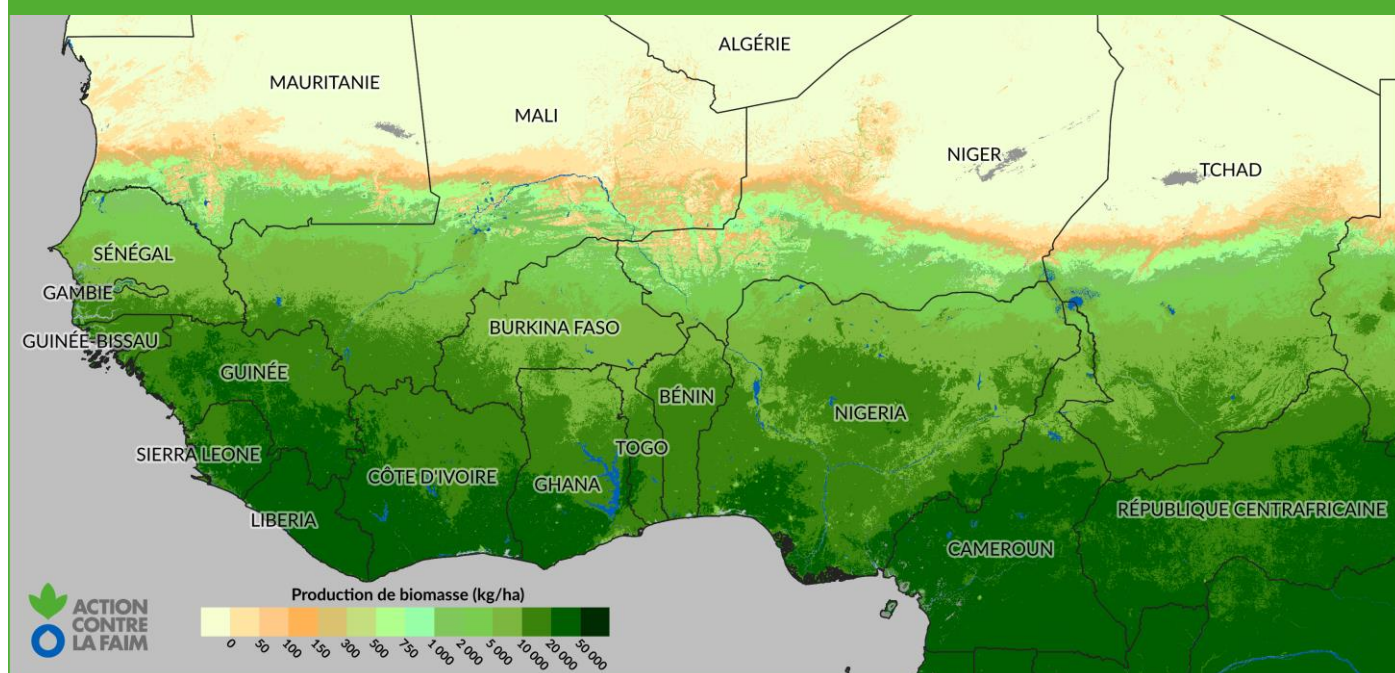 ALGÉRIE
MAURITANIE
MALI
NIGER
TCHAD
SÉNÉGAL
GAMBIE
GUINÉE-BISSAU
BURKINA FASO
GUINÉE
BÉNIN
NIGERIA
TOGO
SIERRA LEONE
CÔTE D'IVOIRE
GHANA
RÉPUBLIQUE CENTRAFRICAINE
LIBERIA
CAMEROUN
Production de biomasse (kg/ha)
0 50 100 150 300 500 750 1 000 2 000 5 000 10 000 20 000 50 000
ACTION
CONTRE
LA FAIM